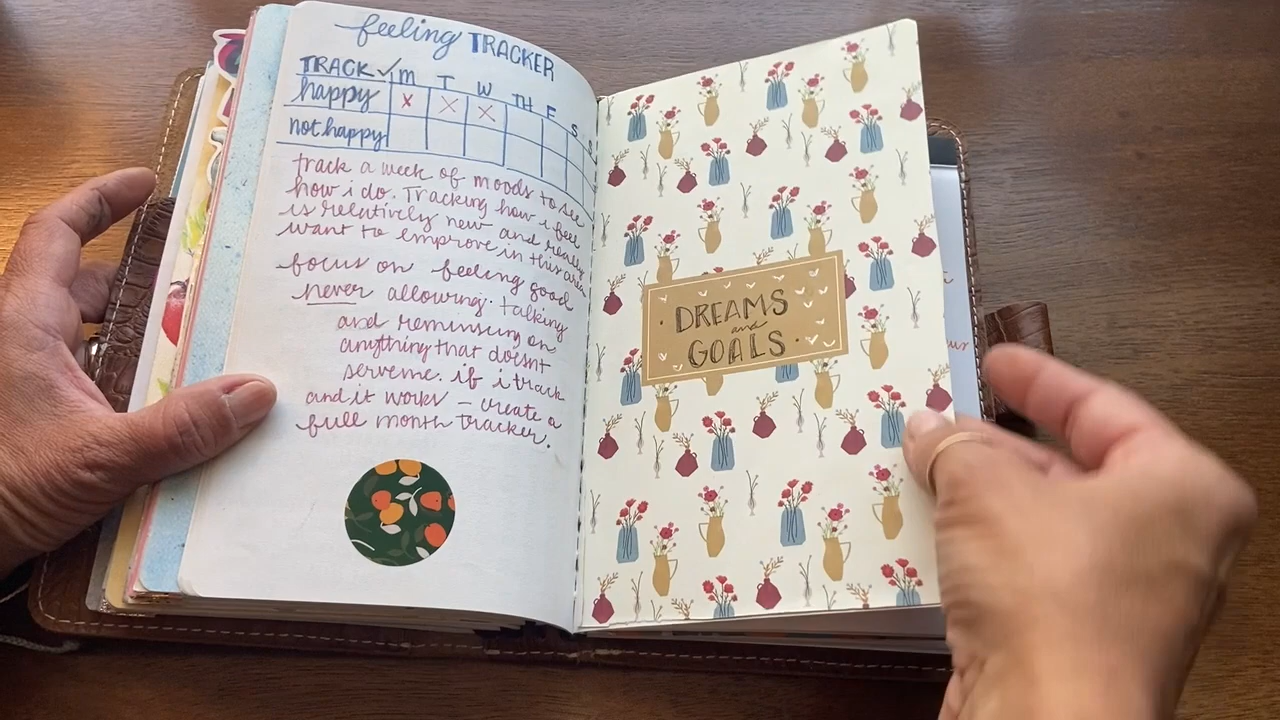 feeling TRACKER
TRACK ✓ M T W TH F S S
happy x x x
not happy
track a week of moods to see
how i do. Tracking how i feel
is relatively new and really
want to improve in this area
focus on feeling good
never allowing. talking
and reminising on
anything that doesnt
serve me. if i track
and it works – create a
full month tracker.
· DREAMS
and
GOALS ·